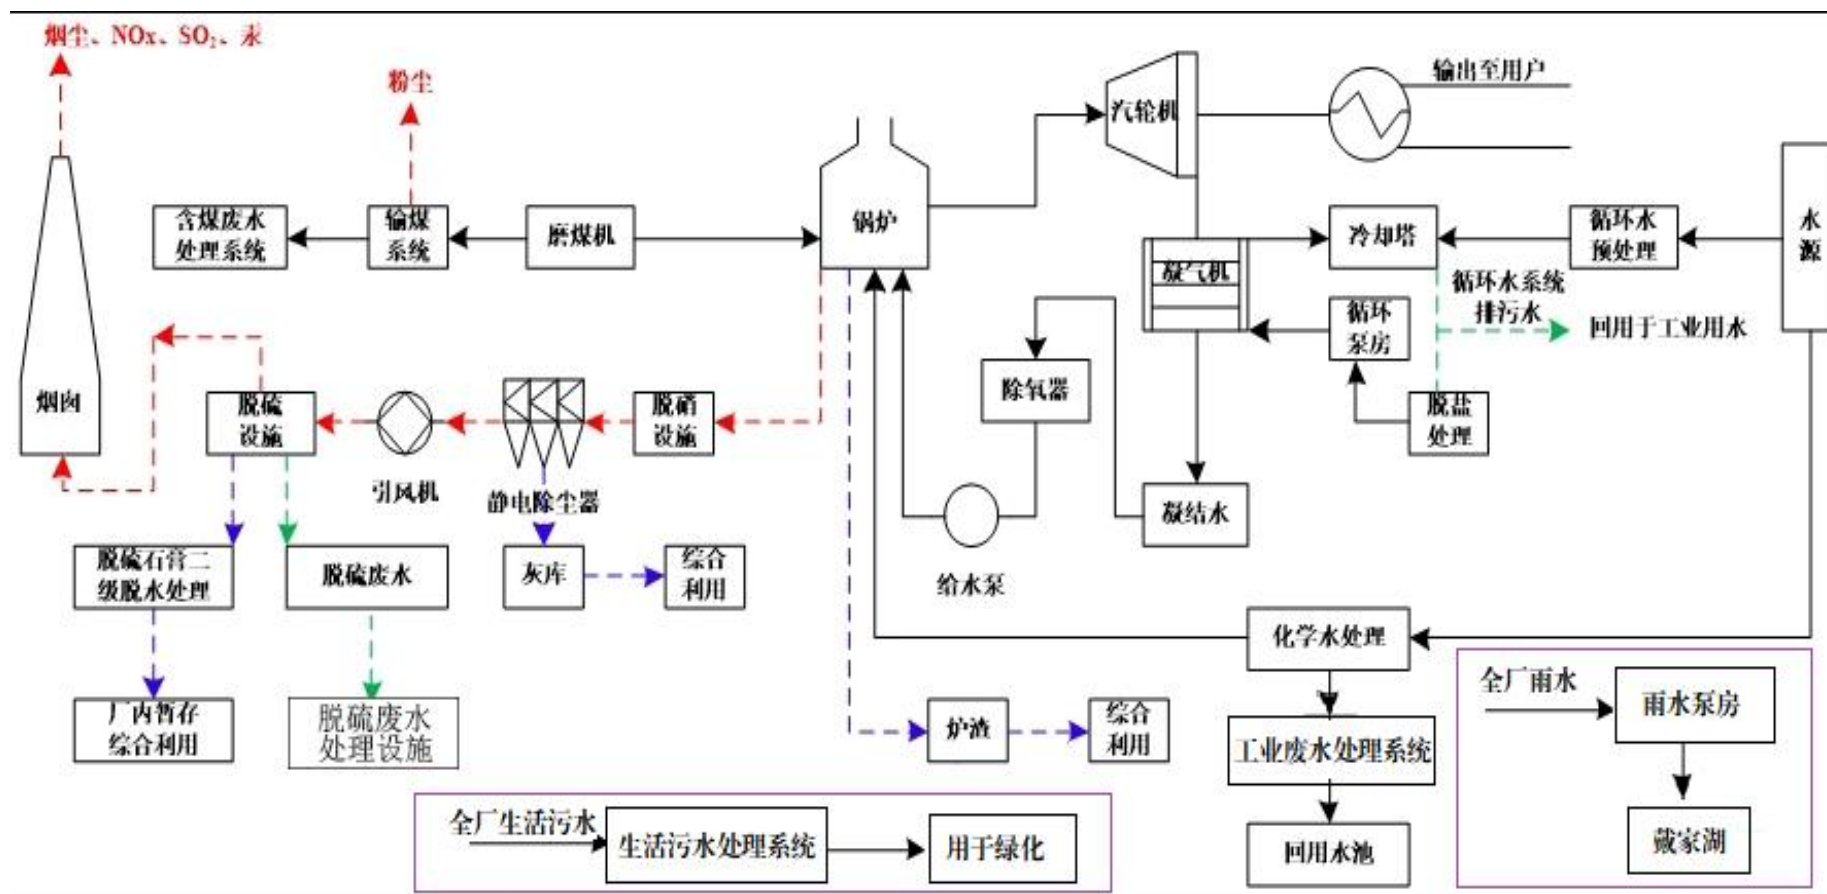 烟尘、NOx、SO₂、汞
粉尘
汽轮机
输出至用户
含煤废水
处理系统
输煤
系统
磨煤机
锅炉
冷却塔
循环水
预处理
水
源
凝气机
循环水系统
排污水
回用于工业用水
循环
泵房
除氧器
烟囱
脱硫
设施
引风机
静电除尘器
脱硝
设施
脱盐
处理
凝结水
给水泵
脱硫石膏二
级脱水处理
脱硫废水
灰库
综合
利用
化学水处理
厂内暂存
综合利用
脱硫废水
处理设施
炉渣
综合
利用
工业废水处理系统
回用水池
全厂雨水
雨水泵房
戴家湖
全厂生活污水
生活污水处理系统
用于绿化